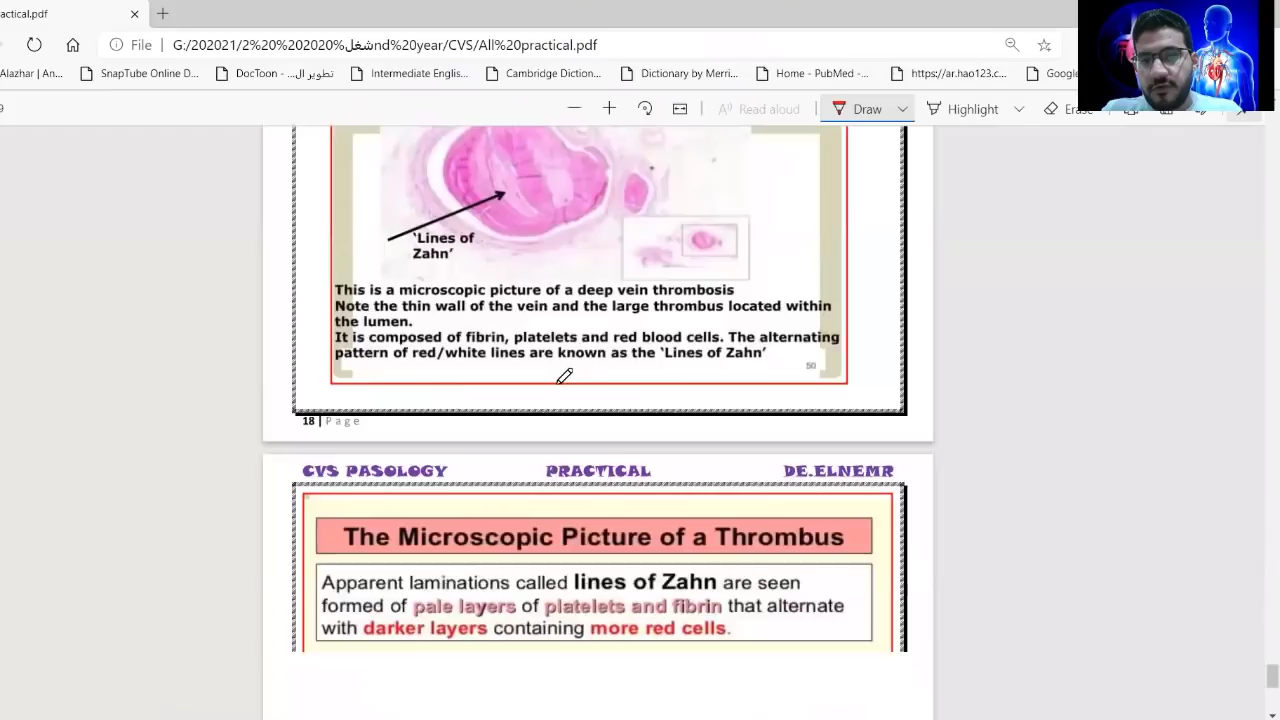 actical.pdf
File | G:/202021/2%20%202020%شغلnd%20year/CVS/All%20practical.pdf
Alazhar | An...
SnapTube Online D...
DocToon - تطوير ال...
Intermediate Englis...
Cambridge Diction...
Dictionary by Merri...
Home - PubMed -...
https://ar.hao123.c...
9
Read aloud
Draw
Highlight
'Lines of
Zahn'
This is a microscopic picture of a deep vein thrombosis
Note the thin wall of the vein and the large thrombus located within
the lumen.
It is composed of fibrin, platelets and red blood cells. The alternating
pattern of red/white lines are known as the 'Lines of Zahn'
50
18 | Page
CVS PASOLOGY PRACTICAL DE.ELNEMR
The Microscopic Picture of a Thrombus
Apparent laminations called lines of Zahn are seen
formed of pale layers of platelets and fibrin that alternate
with darker layers containing more red cells.